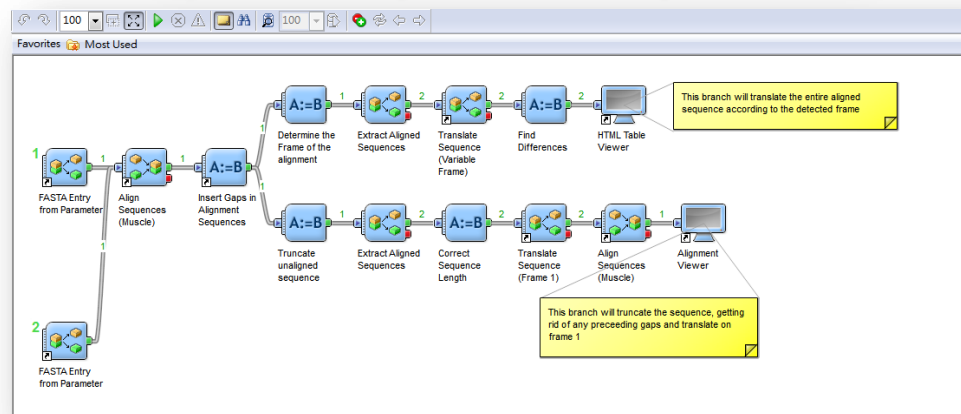 100
100
Favorites Most Used
1
FASTA Entry
from Parameter
1
Align
Sequences
(Muscle)
1
A:=B
Insert Gaps in
Alignment
Sequences
1
A:=B
Determine the
Frame of the
alignment
1
Extract Aligned
Sequences
2
Translate
Sequence
(Variable
Frame)
2
A:=B
Find
Differences
2
HTML Table
Viewer
This branch will translate the entire aligned
sequence according to the detected frame
1
A:=B
Truncate
unaligned
sequence
1
Extract Aligned
Sequences
2
A:=B
Correct
Sequence
Length
2
Translate
Sequence
(Frame 1)
2
Align
Sequences
(Muscle)
1
Alignment
Viewer
This branch will truncate the sequence, getting
rid of any preceeding gaps and translate on
frame 1
1
2
FASTA Entry
from Parameter